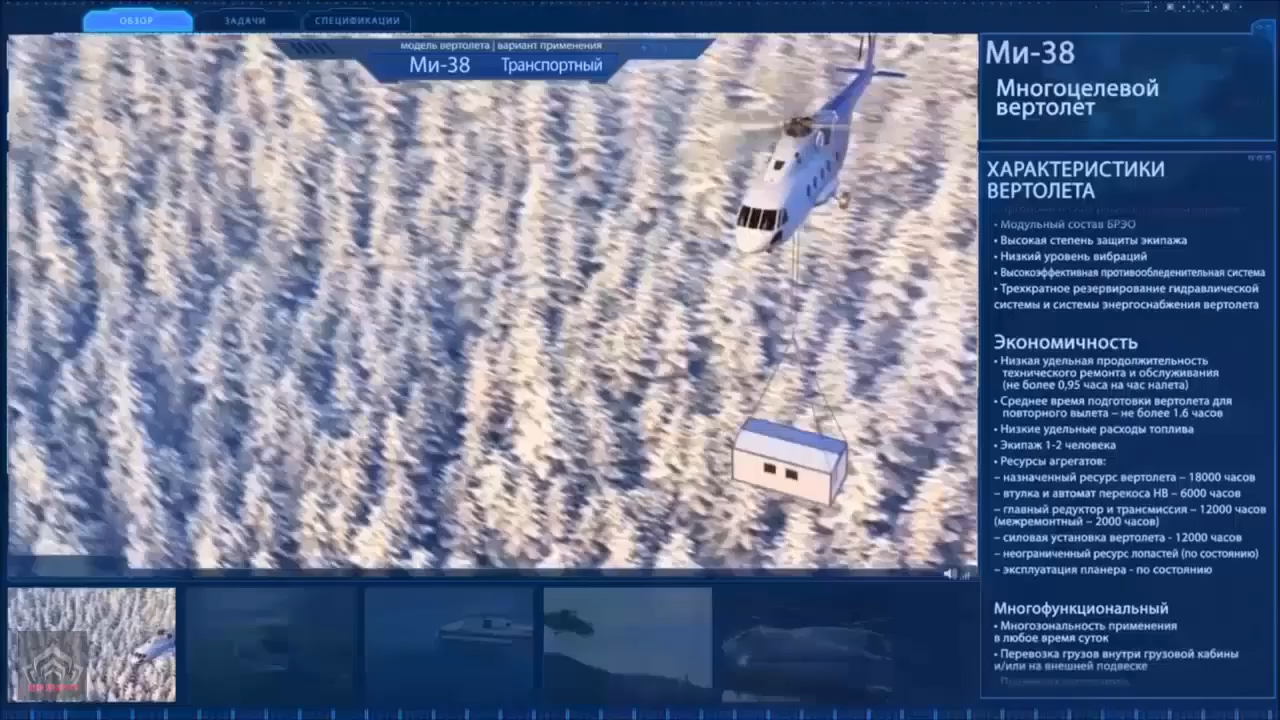 ОБЗОР
ЗАДАЧИ
СПЕЦИФИКАЦИИ
модель вертолета | вариант применения
Ми-38 Транспортный
Ми-38
Многоцелевой
вертолет
ХАРАКТЕРИСТИКИ
ВЕРТОЛЕТА
• Модульный состав БРЭО
• Высокая степень защиты экипажа
• Низкий уровень вибраций
• Высокоэффективная противообледенительная система
• Трехкратное резервирование гидравлической
системы и системы энергоснабжения вертолета
Экономичность
• Низкая удельная продолжительность
технического ремонта и обслуживания
(не более 0,95 часа на час налета)
• Среднее время подготовки вертолета для
повторного вылета – не более 1.6 часов
• Низкие удельные расходы топлива
• Экипаж 1-2 человека
• Ресурсы агрегатов:
– назначенный ресурс вертолета – 18000 часов
– втулка и автомат перекоса НВ – 6000 часов
– главный редуктор и трансмиссия – 12000 часов
(межремонтный – 2000 часов)
– силовая установка вертолета - 12000 часов
– неограниченный ресурс лопастей (по состоянию)
– эксплуатация планера - по состоянию
Многофункциональный
• Многозональность применения
в любое время суток
• Перевозка грузов внутри грузовой кабины
и/или на внешней подвеске